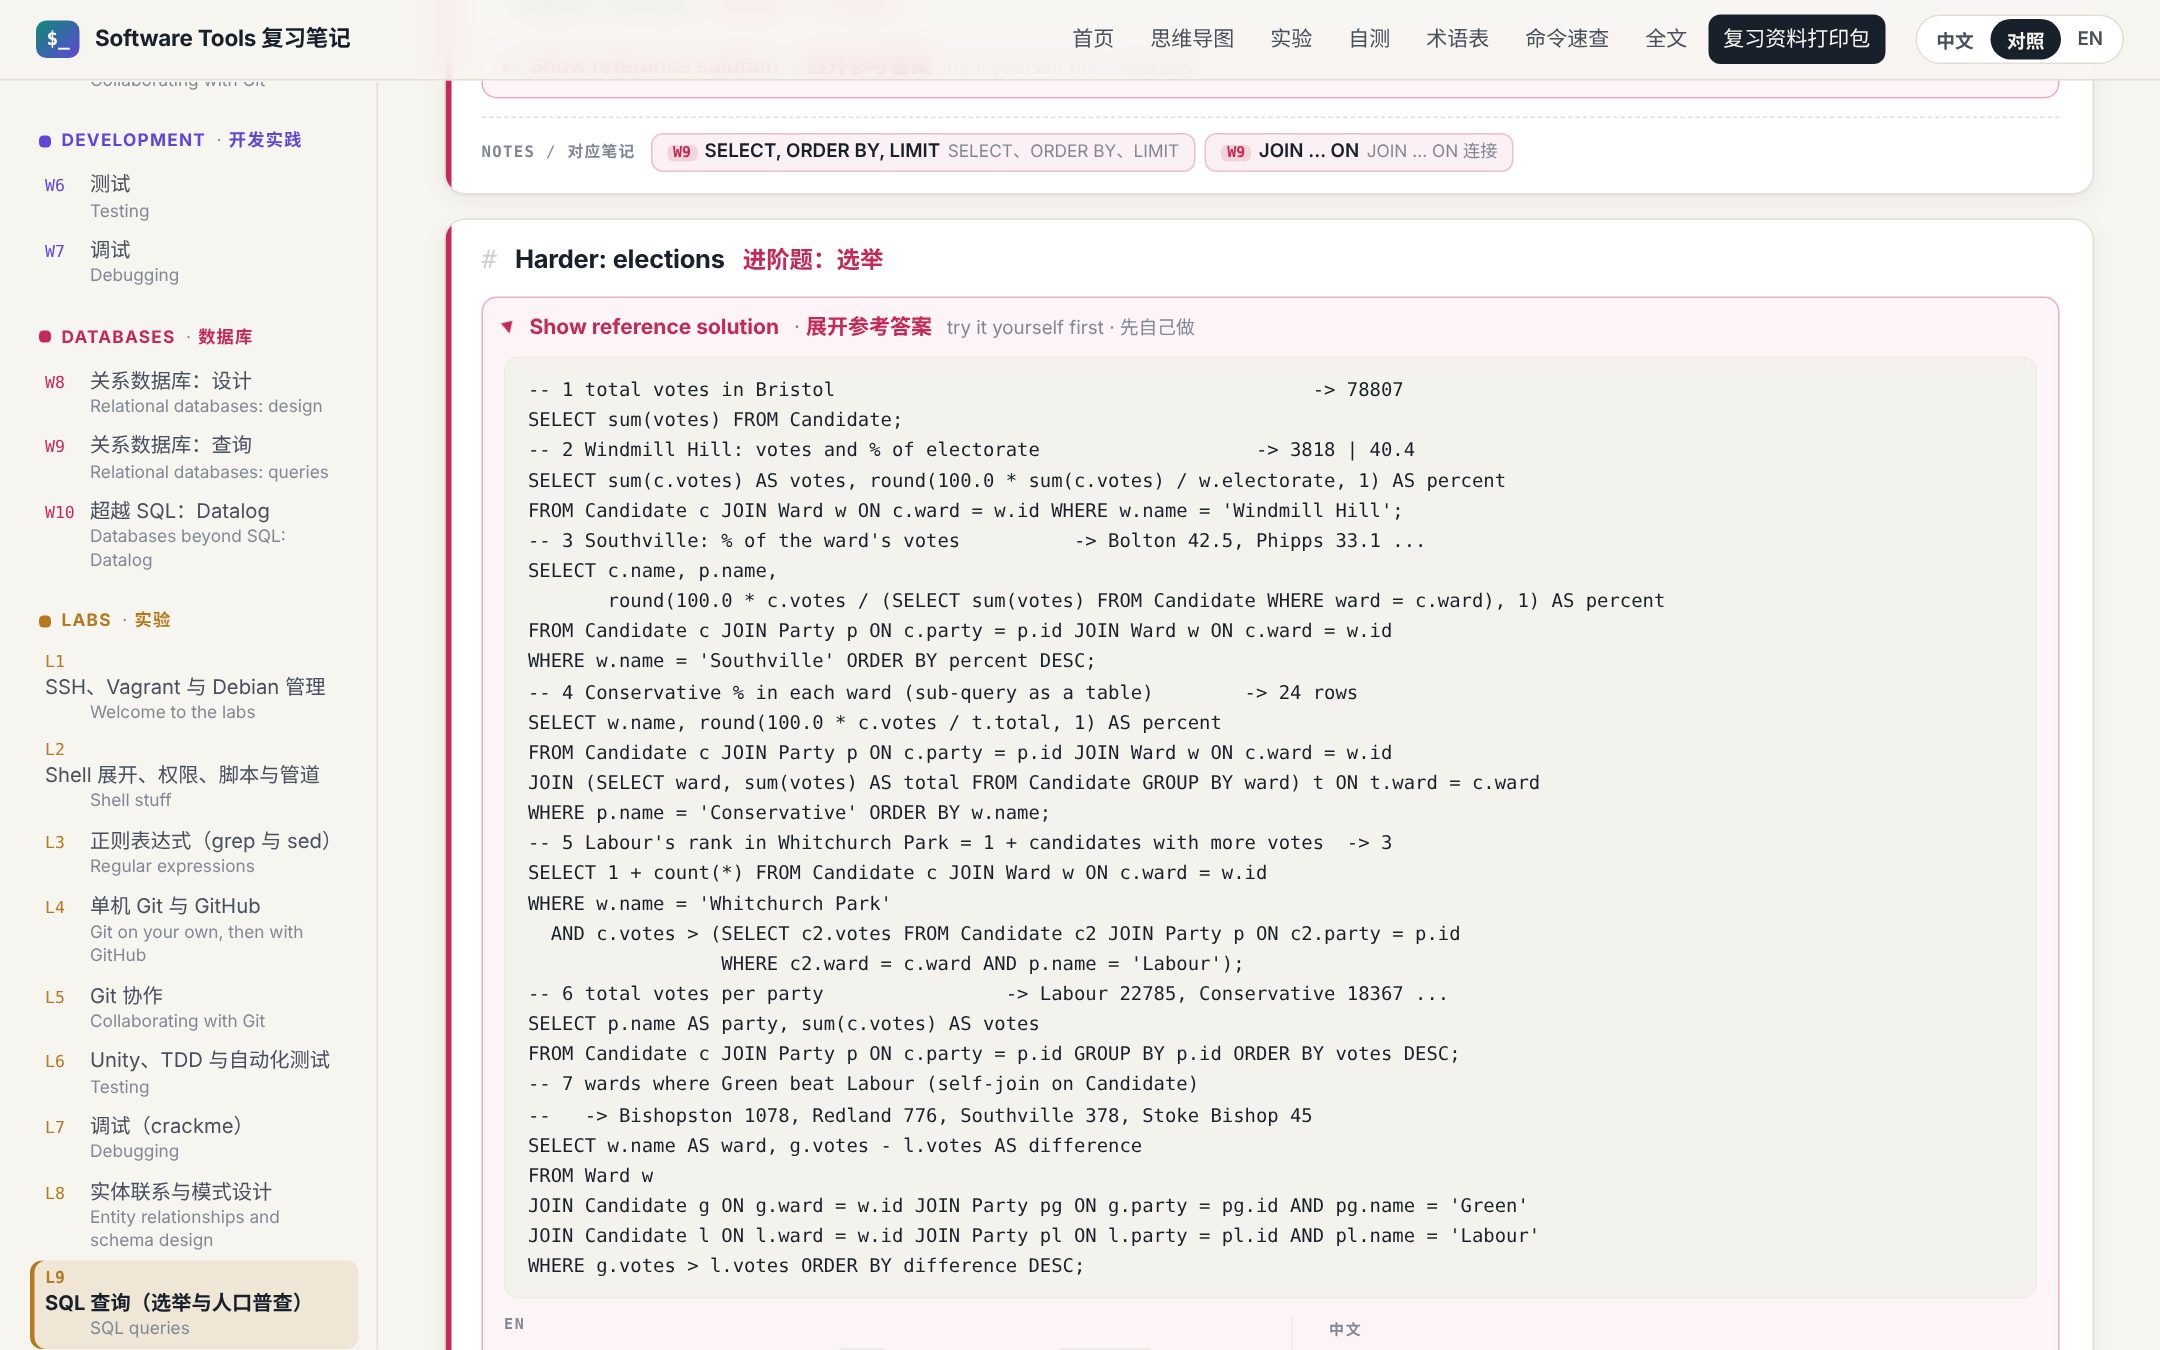 $_ Software Tools 复习笔记
首页 思维导图 实验 自测 术语表 命令速查 全文 复习资料打印包 中文 对照 EN
Collaborating with Git
DEVELOPMENT · 开发实践
W6 测试
Testing
W7 调试
Debugging
DATABASES · 数据库
W8 关系数据库：设计
Relational databases: design
W9 关系数据库：查询
Relational databases: queries
W10 超越 SQL：Datalog
Databases beyond SQL:
Datalog
LABS · 实验
L1
SSH、Vagrant 与 Debian 管理
Welcome to the labs
L2
Shell 展开、权限、脚本与管道
Shell stuff
L3 正则表达式（grep 与 sed）
Regular expressions
L4 单机 Git 与 GitHub
Git on your own, then with
GitHub
L5 Git 协作
Collaborating with Git
L6 Unity、TDD 与自动化测试
Testing
L7 调试（crackme）
Debugging
L8 实体联系与模式设计
Entity relationships and
schema design
L9
SQL 查询（选举与人口普查）
SQL queries
▶ Show reference solution · 展开参考答案 try it yourself first · 先自己做
NOTES / 对应笔记 W9 SELECT, ORDER BY, LIMIT SELECT、ORDER BY、LIMIT W9 JOIN ... ON JOIN ... ON 连接
# Harder: elections 进阶题：选举
▼ Show reference solution · 展开参考答案 try it yourself first · 先自己做
-- 1 total votes in Bristol -> 78807
SELECT sum(votes) FROM Candidate;
-- 2 Windmill Hill: votes and % of electorate -> 3818 | 40.4
SELECT sum(c.votes) AS votes, round(100.0 * sum(c.votes) / w.electorate, 1) AS percent
FROM Candidate c JOIN Ward w ON c.ward = w.id WHERE w.name = 'Windmill Hill';
-- 3 Southville: % of the ward's votes -> Bolton 42.5, Phipps 33.1 ...
SELECT c.name, p.name,
round(100.0 * c.votes / (SELECT sum(votes) FROM Candidate WHERE ward = c.ward), 1) AS percent
FROM Candidate c JOIN Party p ON c.party = p.id JOIN Ward w ON c.ward = w.id
WHERE w.name = 'Southville' ORDER BY percent DESC;
-- 4 Conservative % in each ward (sub-query as a table) -> 24 rows
SELECT w.name, round(100.0 * c.votes / t.total, 1) AS percent
FROM Candidate c JOIN Party p ON c.party = p.id JOIN Ward w ON c.ward = w.id
JOIN (SELECT ward, sum(votes) AS total FROM Candidate GROUP BY ward) t ON t.ward = c.ward
WHERE p.name = 'Conservative' ORDER BY w.name;
-- 5 Labour's rank in Whitchurch Park = 1 + candidates with more votes -> 3
SELECT 1 + count(*) FROM Candidate c JOIN Ward w ON c.ward = w.id
WHERE w.name = 'Whitchurch Park'
AND c.votes > (SELECT c2.votes FROM Candidate c2 JOIN Party p ON c2.party = p.id
WHERE c2.ward = c.ward AND p.name = 'Labour');
-- 6 total votes per party -> Labour 22785, Conservative 18367 ...
SELECT p.name AS party, sum(c.votes) AS votes
FROM Candidate c JOIN Party p ON c.party = p.id GROUP BY p.id ORDER BY votes DESC;
-- 7 wards where Green beat Labour (self-join on Candidate)
-- -> Bishopston 1078, Redland 776, Southville 378, Stoke Bishop 45
SELECT w.name AS ward, g.votes - l.votes AS difference
FROM Ward w
JOIN Candidate g ON g.ward = w.id JOIN Party pg ON g.party = pg.id AND pg.name = 'Green'
JOIN Candidate l ON l.ward = w.id JOIN Party pl ON l.party = pl.id AND pl.name = 'Labour'
WHERE g.votes > l.votes ORDER BY difference DESC;
EN 中文